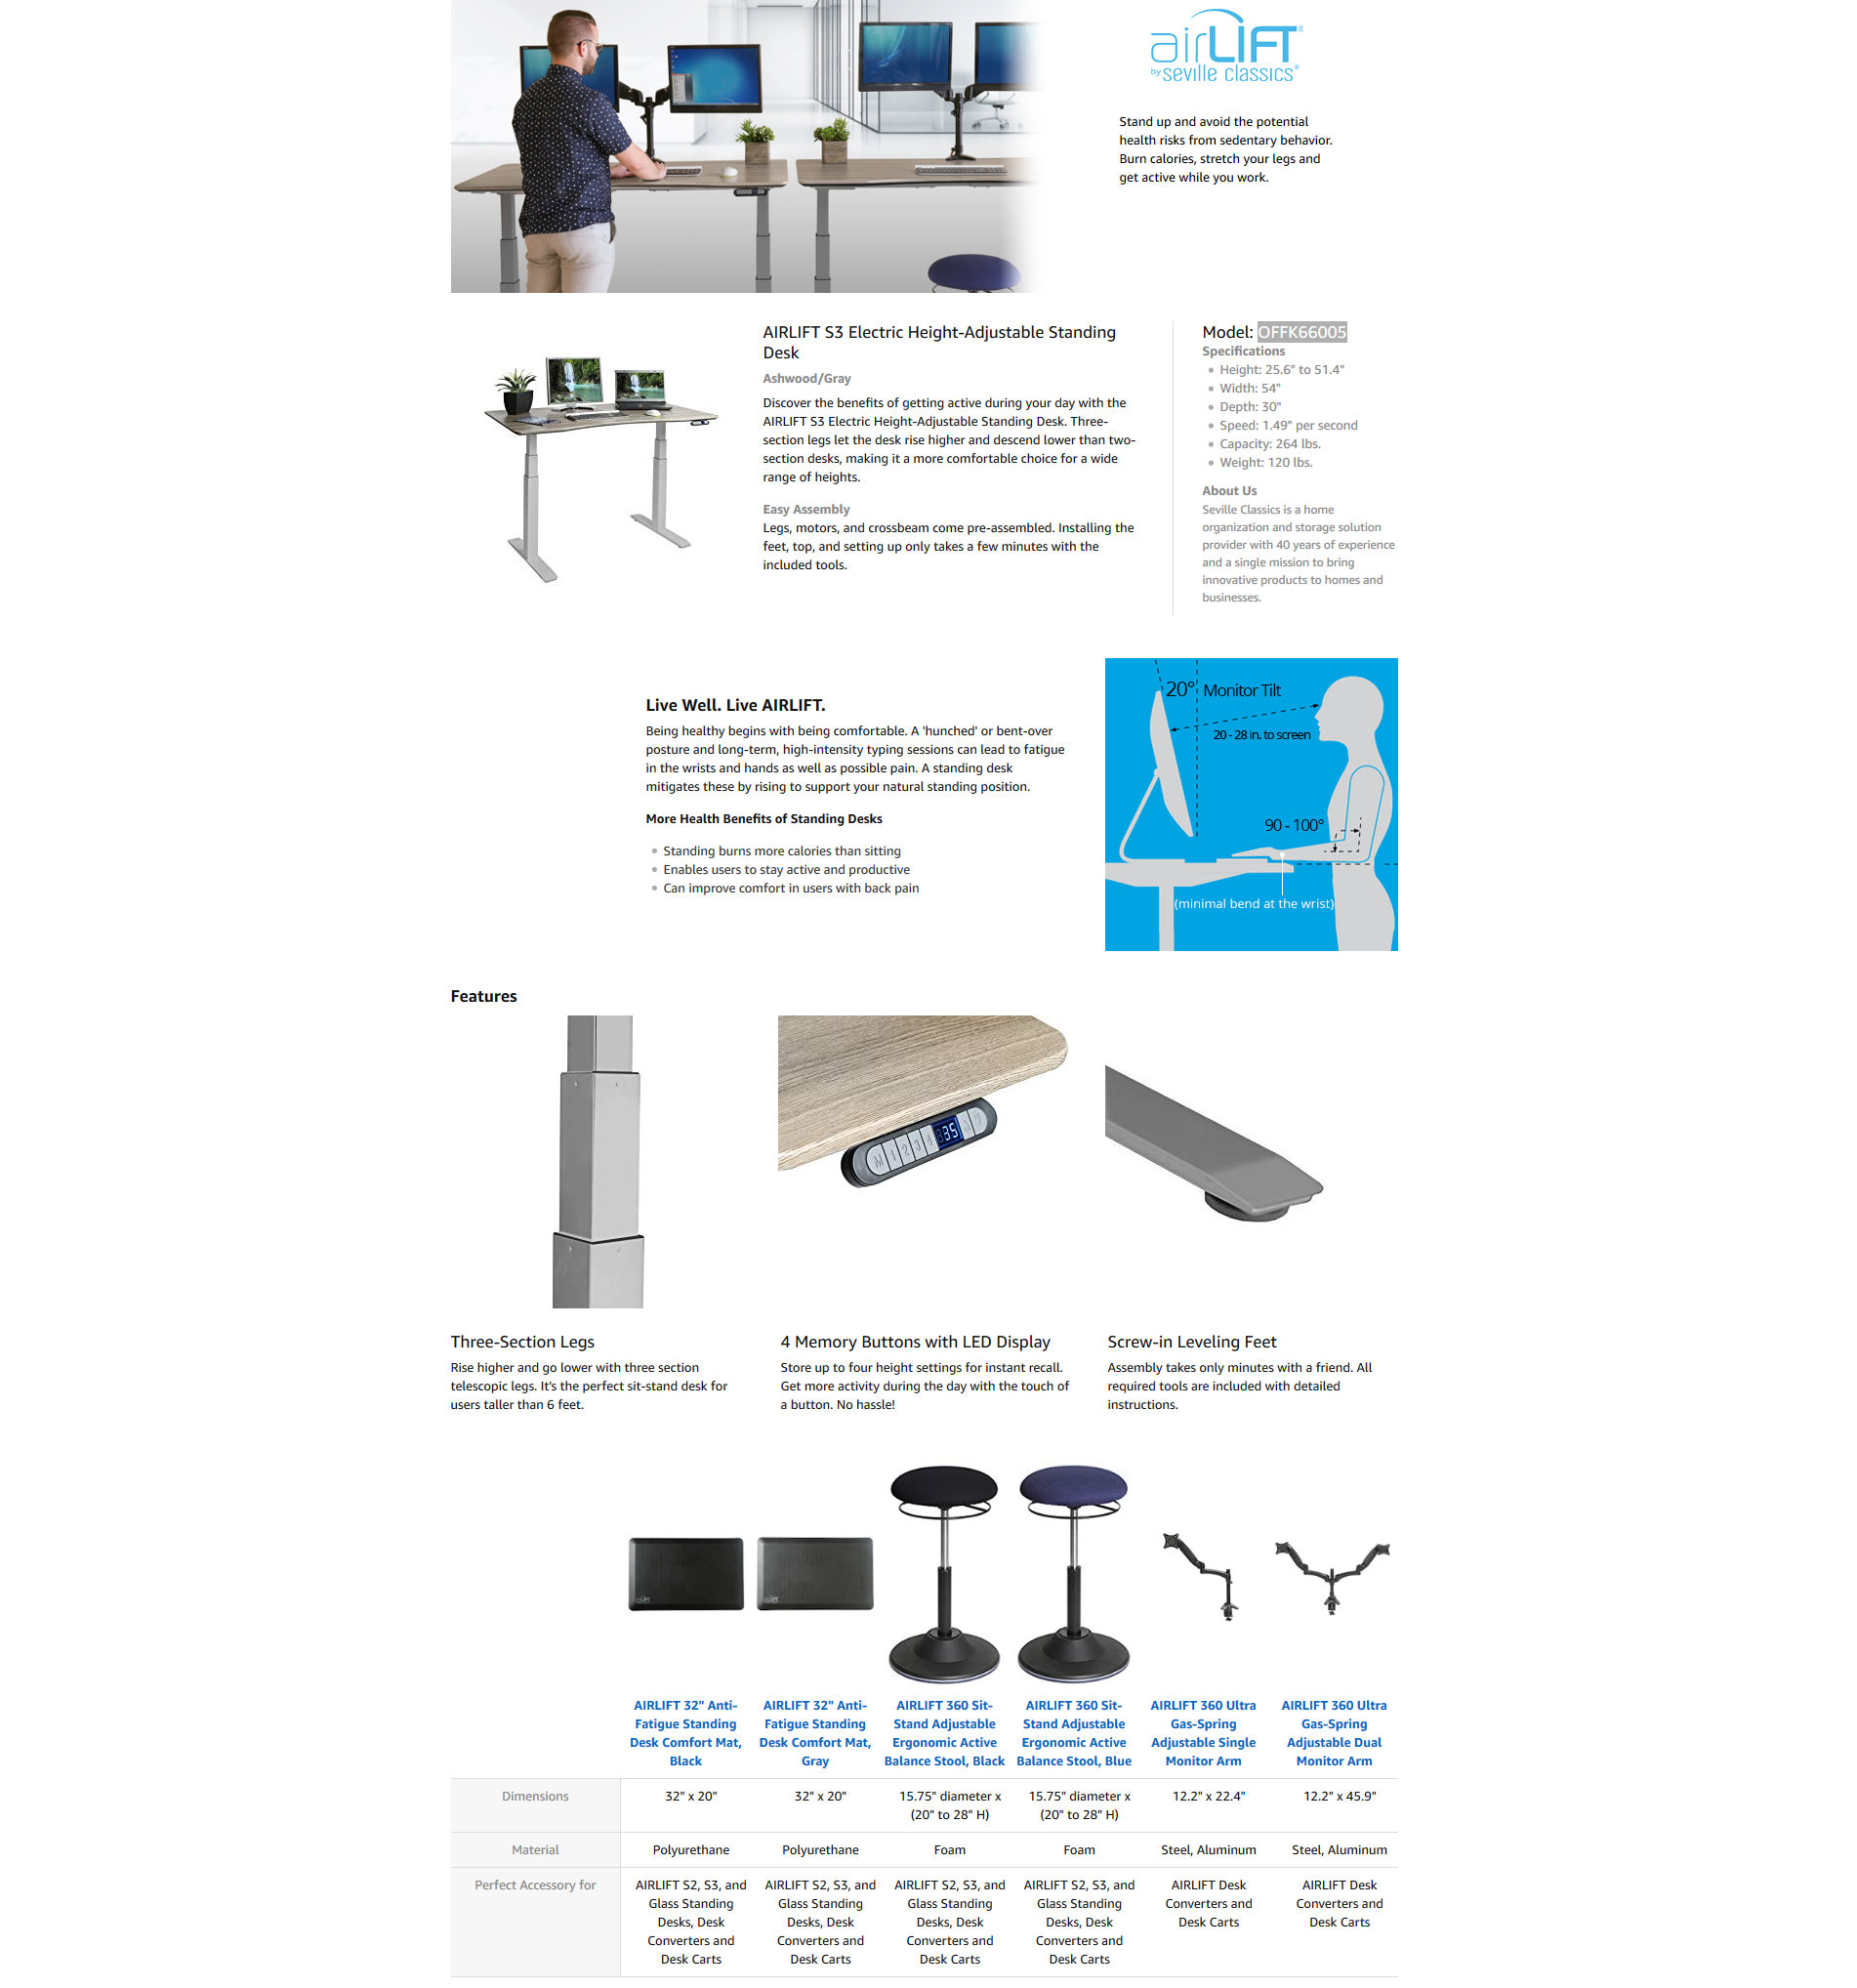 airLIFT®
by seville classics®
Stand up and avoid the potential
health risks from sedentary behavior.
Burn calories, stretch your legs and
get active while you work.
AIRLIFT S3 Electric Height-Adjustable Standing
Desk
Ashwood/Gray
Discover the benefits of getting active during your day with the
AIRLIFT S3 Electric Height-Adjustable Standing Desk. Three-
section legs let the desk rise higher and descend lower than two-
section desks, making it a more comfortable choice for a wide
range of heights.
Easy Assembly
Legs, motors, and crossbeam come pre-assembled. Installing the
feet, top, and setting up only takes a few minutes with the
included tools.
Model: OFFK66005
Specifications
Height: 25.6" to 51.4"
Width: 54"
Depth: 30"
Speed: 1.49" per second
Capacity: 264 lbs.
Weight: 120 lbs.
About Us
Seville Classics is a home
organization and storage solution
provider with 40 years of experience
and a single mission to bring
innovative products to homes and
businesses.
Live Well. Live AIRLIFT.
Being healthy begins with being comfortable. A 'hunched' or bent-over
posture and long-term, high-intensity typing sessions can lead to fatigue
in the wrists and hands as well as possible pain. A standing desk
mitigates these by rising to support your natural standing position.
More Health Benefits of Standing Desks
Standing burns more calories than sitting
Enables users to stay active and productive
Can improve comfort in users with back pain
20° Monitor Tilt
20 - 28 in. to screen
90 - 100°
(minimal bend at the wrist)
Features
M 1 2 3 4 35
Three-Section Legs
Rise higher and go lower with three section
telescopic legs. It's the perfect sit-stand desk for
users taller than 6 feet.
4 Memory Buttons with LED Display
Store up to four height settings for instant recall.
Get more activity during the day with the touch of
a button. No hassle!
Screw-in Leveling Feet
Assembly takes only minutes with a friend. All
required tools are included with detailed
instructions.
AIRLIFT 32" Anti-
Fatigue Standing
Desk Comfort Mat,
Black
AIRLIFT 32" Anti-
Fatigue Standing
Desk Comfort Mat,
Gray
AIRLIFT 360 Sit-
Stand Adjustable
Ergonomic Active
Balance Stool, Black
AIRLIFT 360 Sit-
Stand Adjustable
Ergonomic Active
Balance Stool, Blue
AIRLIFT 360 Ultra
Gas-Spring
Adjustable Single
Monitor Arm
AIRLIFT 360 Ultra
Gas-Spring
Adjustable Dual
Monitor Arm
Dimensions
32" x 20"
32" x 20"
15.75" diameter x
(20" to 28" H)
15.75" diameter x
(20" to 28" H)
12.2" x 22.4"
12.2" x 45.9"
Material
Polyurethane
Polyurethane
Foam
Foam
Steel, Aluminum
Steel, Aluminum
Perfect Accessory for
AIRLIFT S2, S3, and
Glass Standing
Desks, Desk
Converters and
Desk Carts
AIRLIFT S2, S3, and
Glass Standing
Desks, Desk
Converters and
Desk Carts
AIRLIFT S2, S3, and
Glass Standing
Desks, Desk
Converters and
Desk Carts
AIRLIFT S2, S3, and
Glass Standing
Desks, Desk
Converters and
Desk Carts
AIRLIFT Desk
Converters and
Desk Carts
AIRLIFT Desk
Converters and
Desk Carts